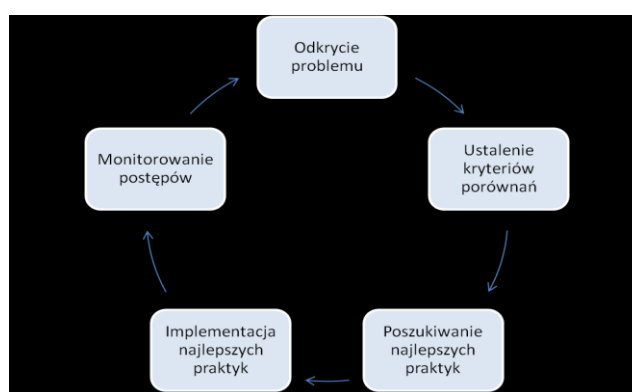 Odkrycie
problemu
Ustalenie
kryteriów
porównań
Poszukiwanie
najlepszych
praktyk
Implementacja
najlepszych
praktyk
Monitorowanie
postępów